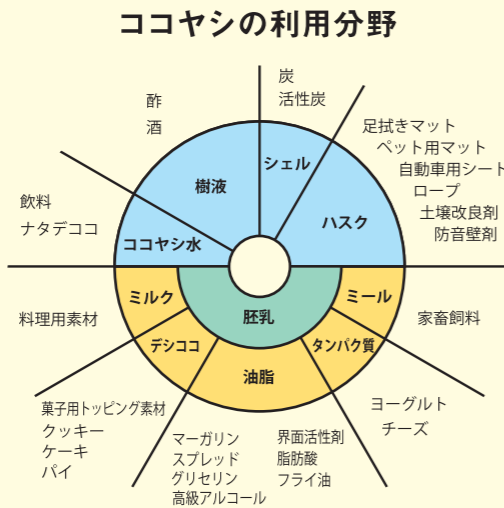 ココヤシの利用分野
炭
活性炭
酢
酒
足拭きマット
ペット用マット
自動車用シート
ロープ
土壌改良剤
防音壁剤
シェル
樹液
ハスク
飲料
ナタデココ
ココヤシ水
ミルク
胚乳
ミール
料理用素材
家畜飼料
デシココ
タンパク質
油脂
菓子用トッピング素材
クッキー
ケーキ
パイ
マーガリン
スプレッド
グリセリン
高級アルコール
界面活性剤
脂肪酸
フライ油
ヨーグルト
チーズ